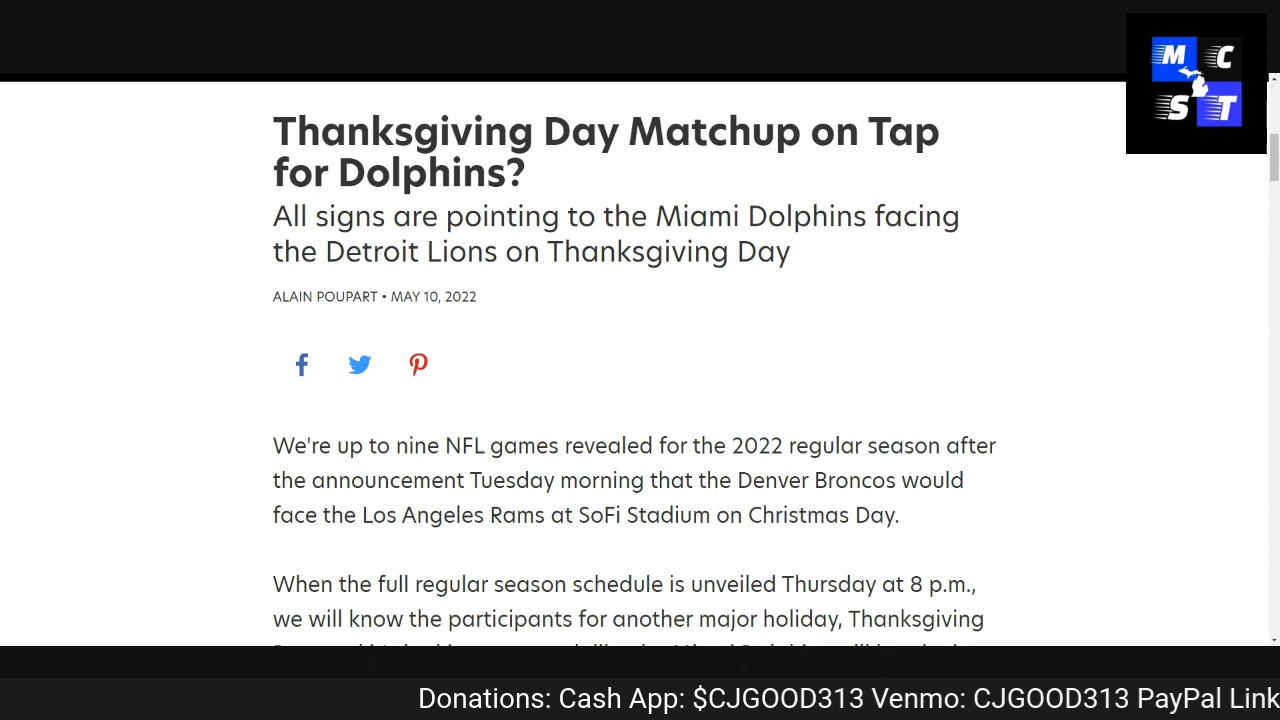 M C
S T
Thanksgiving Day Matchup on Tap
for Dolphins?
All signs are pointing to the Miami Dolphins facing
the Detroit Lions on Thanksgiving Day
ALAIN POUPART • MAY 10, 2022
We're up to nine NFL games revealed for the 2022 regular season after
the announcement Tuesday morning that the Denver Broncos would
face the Los Angeles Rams at SoFi Stadium on Christmas Day.
When the full regular season schedule is unveiled Thursday at 8 p.m.,
we will know the participants for another major holiday, Thanksgiving
Donations: Cash App: $CJGOOD313 Venmo: CJGOOD313 PayPal Link